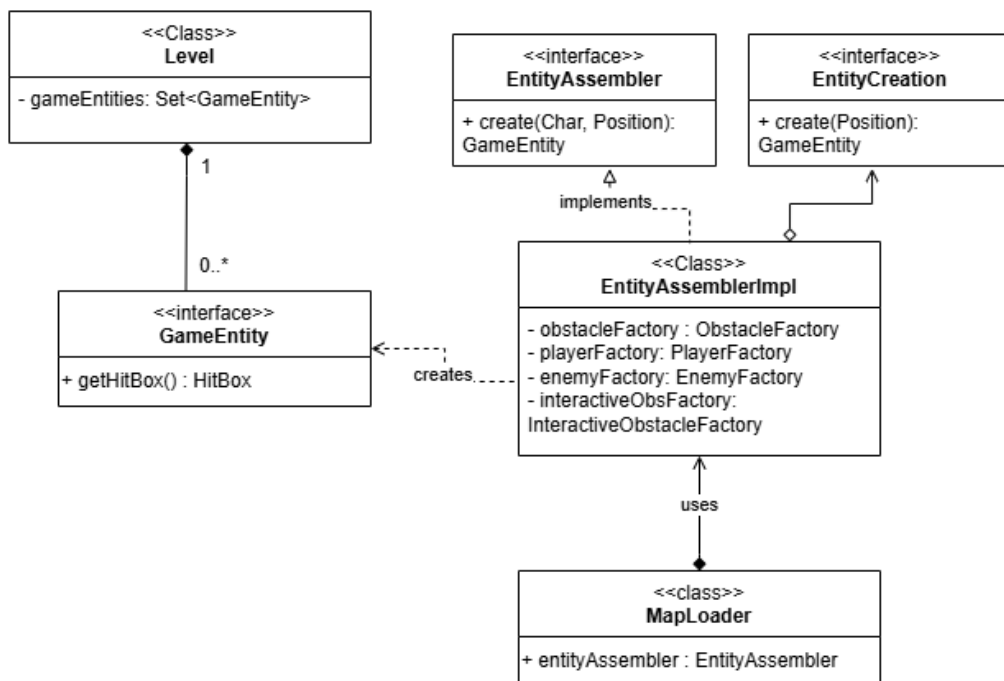 <<Class>>
Level
- gameEntities: Set<GameEntity>
1
0..*
<<interface>>
GameEntity
+ getHitBox() : HitBox
<<interface>>
EntityAssembler
+ create(Char, Position):
GameEntity
<<interface>>
EntityCreation
+ create(Position):
GameEntity
implements
<<Class>>
EntityAssemblerImpl
- obstacleFactory : ObstacleFactory
- playerFactory: PlayerFactory
- enemyFactory: EnemyFactory
- interactiveObsFactory:
InteractiveObstacleFactory
creates
uses
<<class>>
MapLoader
+ entityAssembler : EntityAssembler